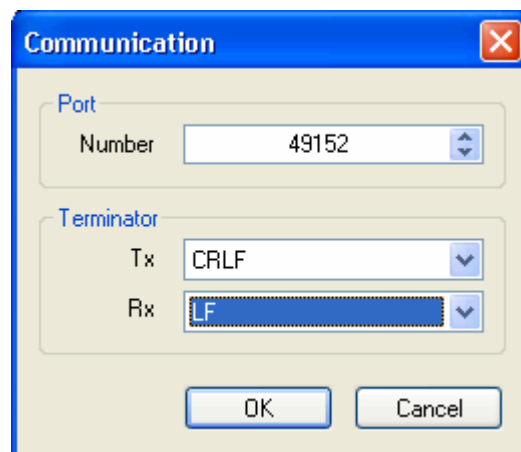 Communication
Port
Number 49152
Terminator
Tx CRLF
Rx LF
OK Cancel